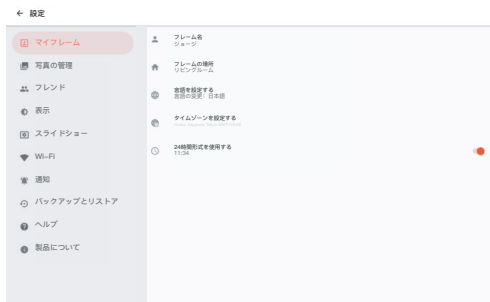 設定
マイフレーム
写真の管理
フレンド
表示
スライドショー
Wi-Fi
通知
バックアップとリストア
ヘルプ
製品について
フレーム名
ジョージ
フレームの場所
リビングルーム
言語を設定する
言語の変更: 日本語
タイムゾーンを設定する
24時間形式を使用する
11:34